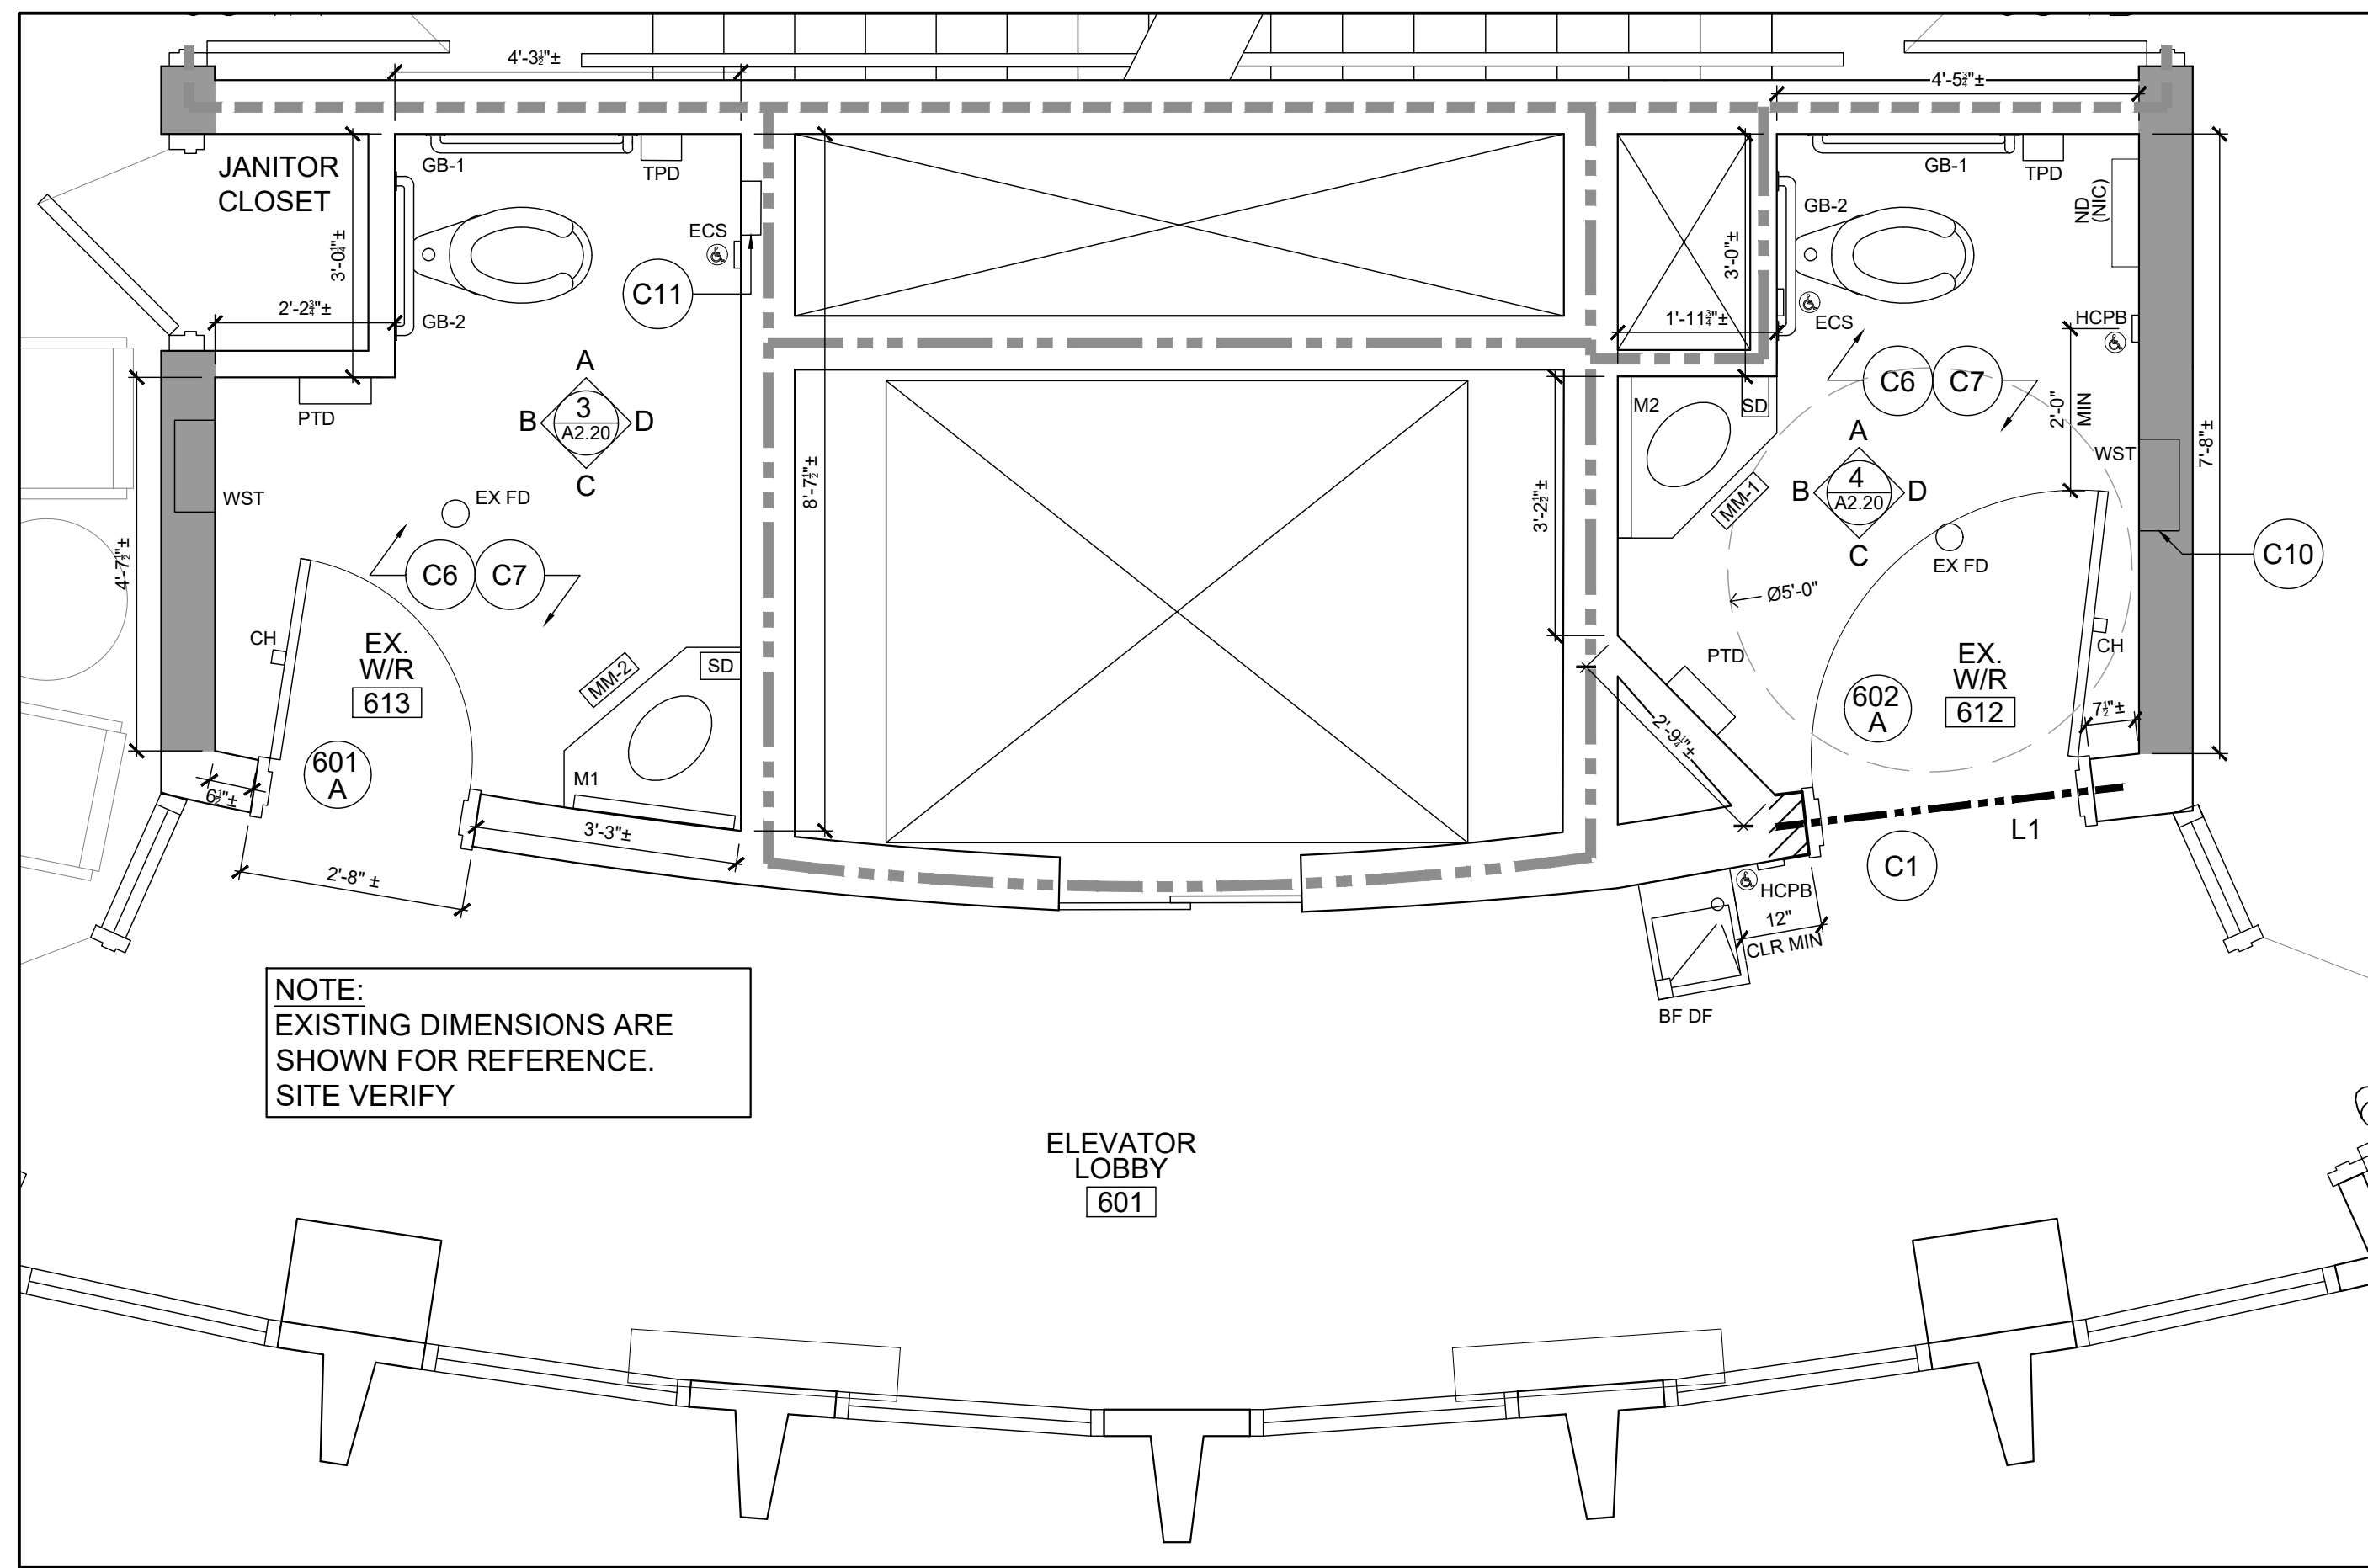 4'-3½"±
4'-5¾"±
JANITOR
CLOSET
GB-1
TPD
GB-1
TPD
ND
(NIC)
GB-2
ECS
3'-0¼"±
C11
3'-0"±
2'-2¾"±
GB-2
1'-11¾"±
ECS
HCPB
A
B
3
D
A2.20
C
PTD
M2
SD
C6
C7
2'-0"
MIN
A
B
4
D
A2.20
C
WST
7'-8"±
WST
EX FD
8'-7½"±
3'-2½"±
MM-1
4'-7½"±
C6
C7
EX FD
C10
Ø5'-0"
CH
EX.
W/R
613
MM-2
SD
PTD
EX.
W/R
612
CH
602
A
7½"±
2'-9¼"±
601
A
M1
6½"±
3'-3"±
L1
C1
2'-8" ±
HCPB
12"
CLR MIN
BF DF
NOTE:
EXISTING DIMENSIONS ARE
SHOWN FOR REFERENCE.
SITE VERIFY
ELEVATOR
LOBBY
601